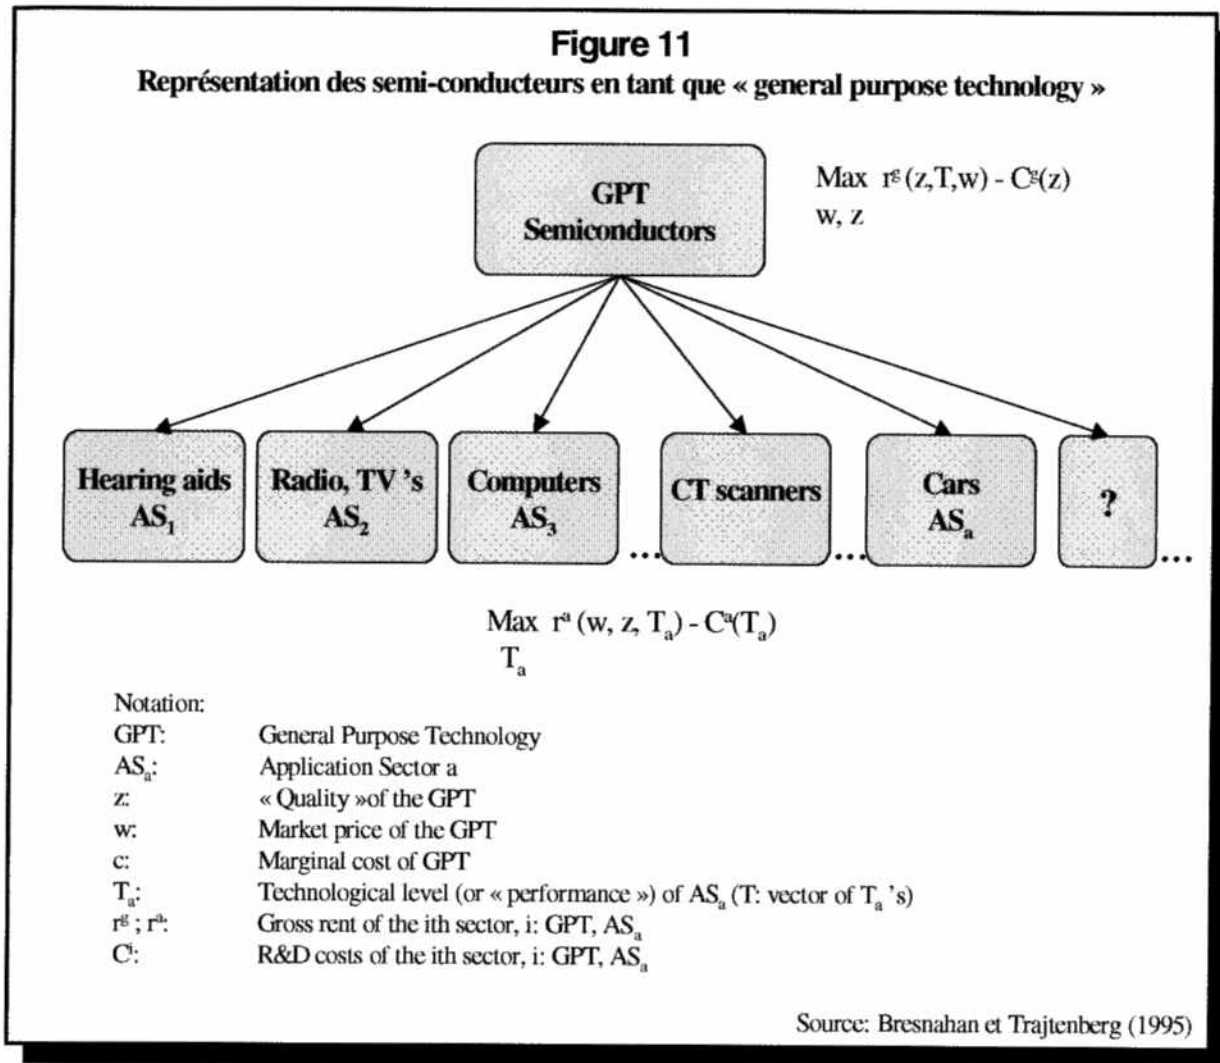 Figure 11
Représentation des semi-conducteurs en tant que « general purpose technology »
GPT
Semiconductors
Max r^g (z,T,w) - C^g(z)
w, z
Hearing aids
AS₁
Radio, TV 's
AS₂
Computers
AS₃
...
CT scanners
...
Cars
ASₐ
?
...
Max r^a (w, z, Tₐ) - C^a(Tₐ)
Tₐ
Notation:
GPT: General Purpose Technology
ASₐ: Application Sector a
z: « Quality »of the GPT
w: Market price of the GPT
c: Marginal cost of GPT
Tₐ: Technological level (or « performance ») of ASₐ (T: vector of Tₐ 's)
r^g ; r^a: Gross rent of the ith sector, i: GPT, ASₐ
C^i: R&D costs of the ith sector, i: GPT, ASₐ
Source: Bresnahan et Trajtenberg (1995)